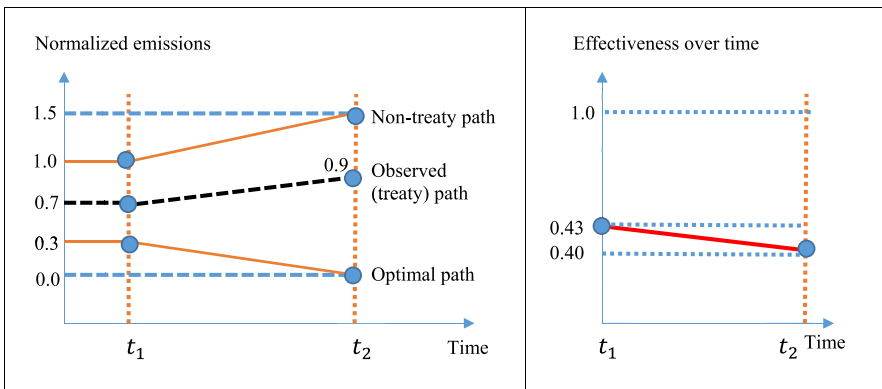 Normalized emissions
1.5
Non-treaty path
1.0
0.9
Observed
(treaty) path
0.7
0.3
0.0
Optimal path
t₁
t₂
Time
Effectiveness over time
1.0
0.43
0.40
t₁
t₂
Time